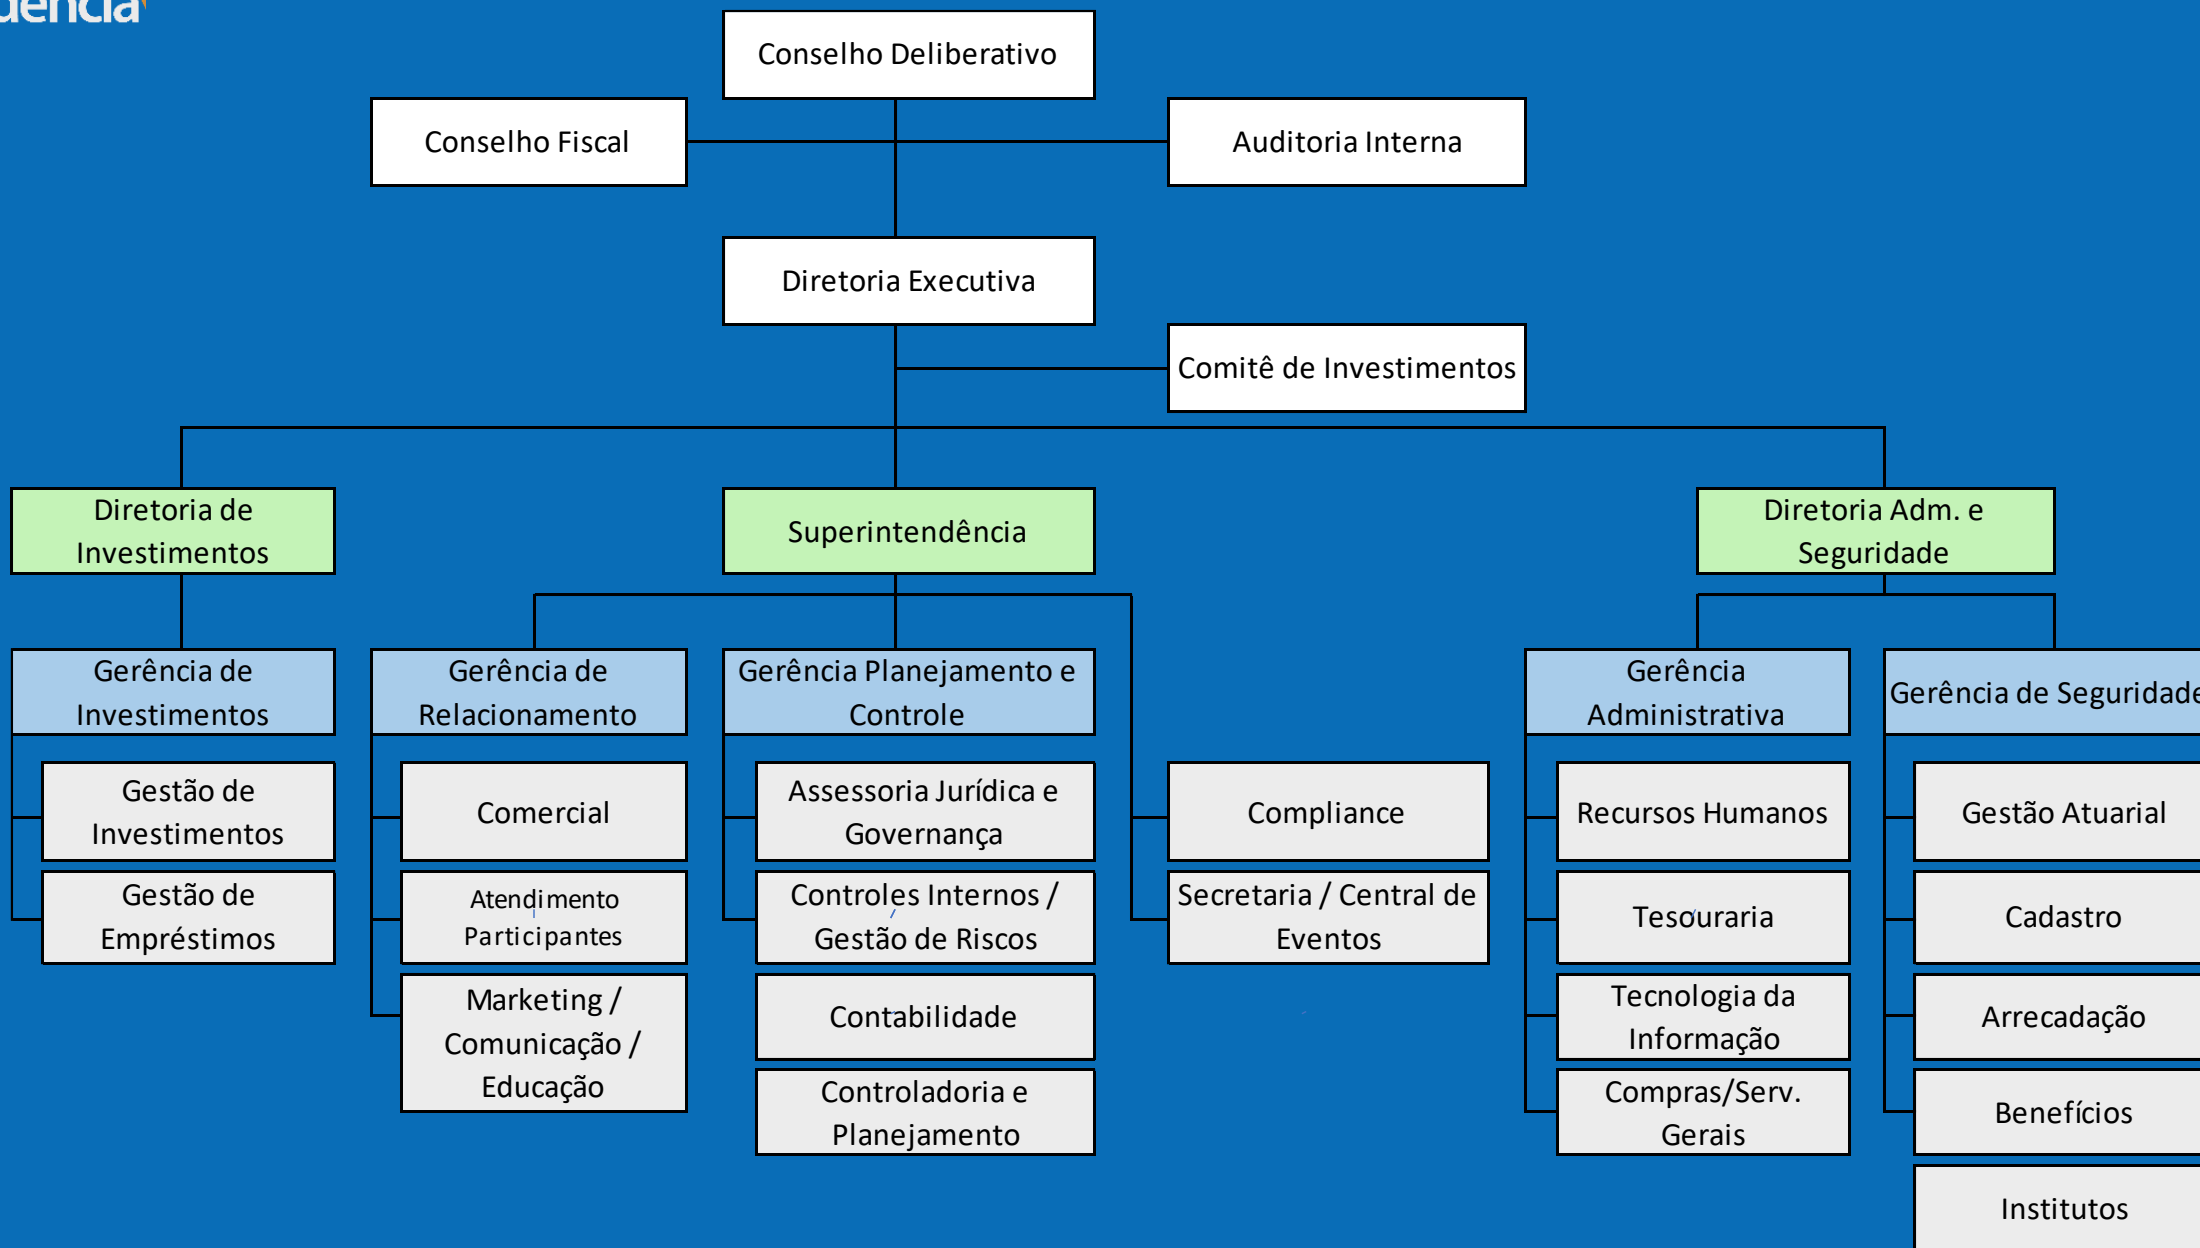 Conselho Deliberativo
Conselho Fiscal
Auditoria Interna
Diretoria Executiva
Comitê de Investimentos
Diretoria de
Investimentos
Superintendência
Diretoria Adm. e
Seguridade
Gerência de
Investimentos
Gerência de
Relacionamento
Gerência Planejamento e
Controle
Gerência
Administrativa
Gerência de Seguridade
Gestão de
Investimentos
Gestão de
Empréstimos
Comercial
Atendimento
Participantes
Marketing /
Comunicação /
Educação
Assessoria Jurídica e
Governança
Controles Internos /
Gestão de Riscos
Contabilidade
Controladoria e
Planejamento
Compliance
Secretaria / Central de
Eventos
Recursos Humanos
Tesouraria
Tecnologia da
Informação
Compras/Serv.
Gerais
Gestão Atuarial
Cadastro
Arrecadação
Benefícios
Institutos